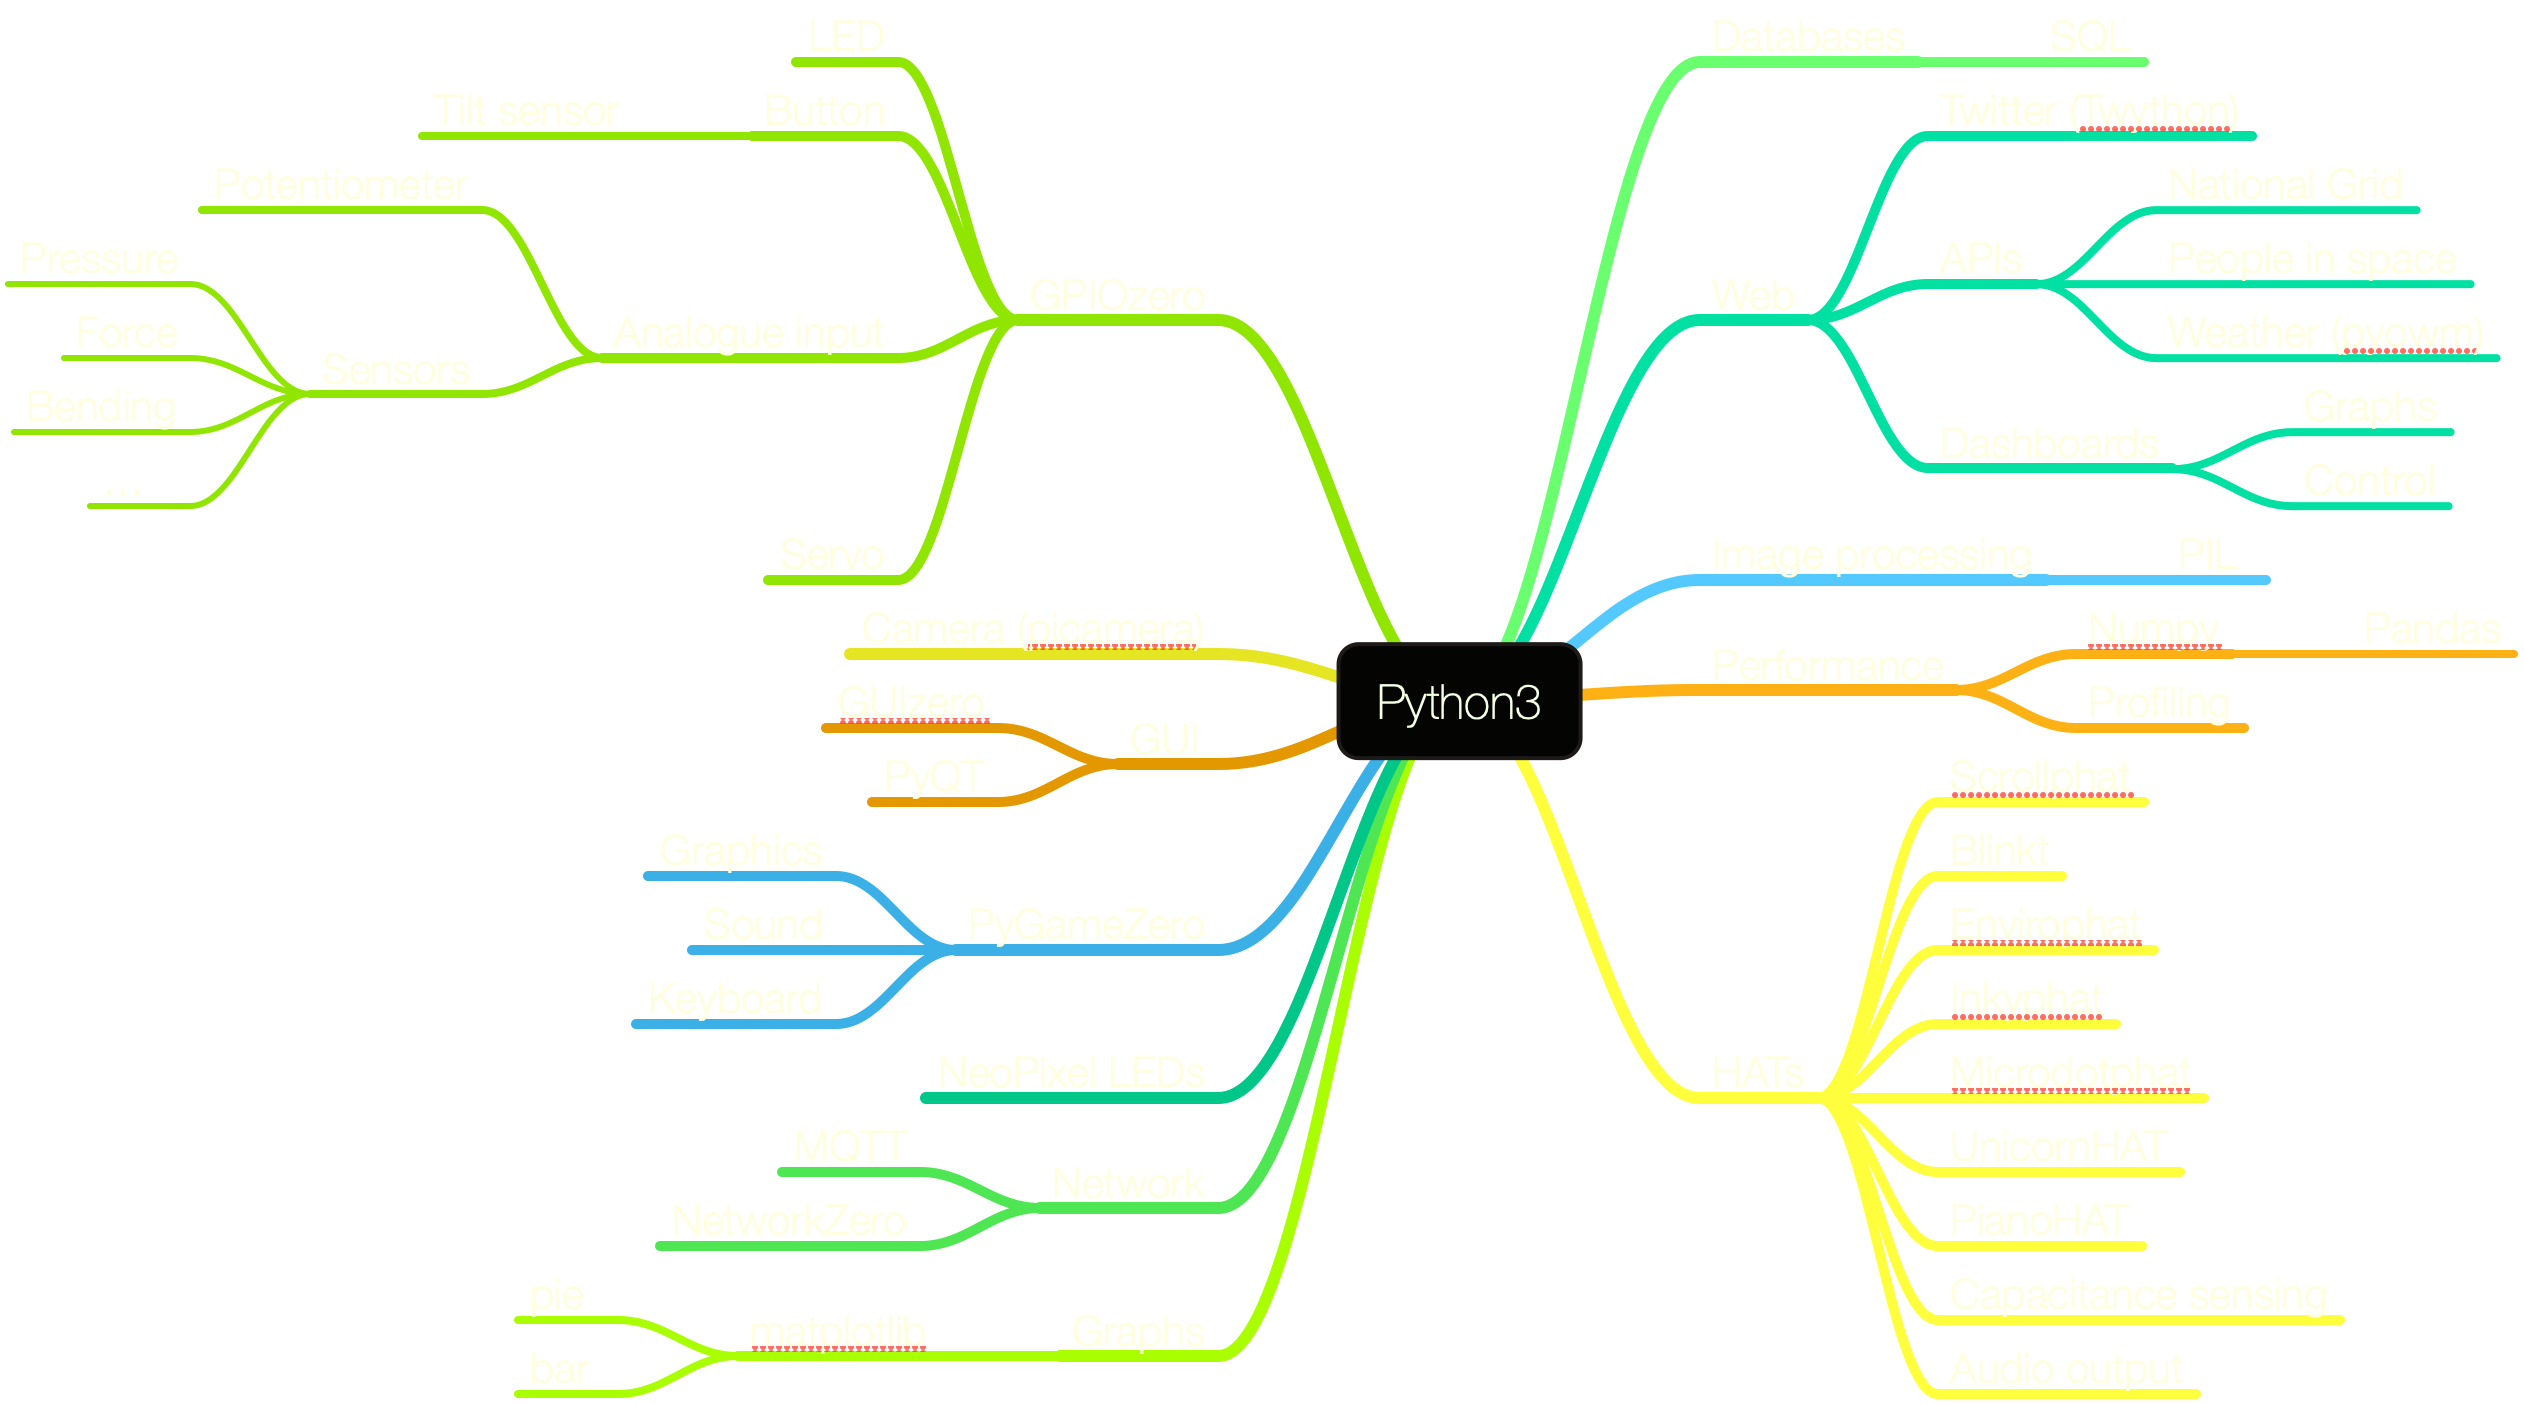 LED
Tilt sensor
Button
Potentiometer
Pressure
Force
Bending
...
Sensors
Analogue input
GPIOzero
Servo
Camera (picamera)
GUIzero
PyQT
GUI
Graphics
Sound
Keyboard
PyGameZero
NeoPixel LEDs
MQTT
NetworkZero
Network
pie
bar
matplotlib
Graphs
Python3
Databases
SQL
Web
Twitter (Twython)
APIs
National Grid
People in space
Weather (pyowm)
Dashboards
Graphs
Control
Image processing
PIL
Performance
Numpy
Pandas
Profiling
HATs
Scrollphat
Blinkt
Envirophat
Inkyphat
Microdotphat
UnicornHAT
PianoHAT
Capacitance sensing
Audio output